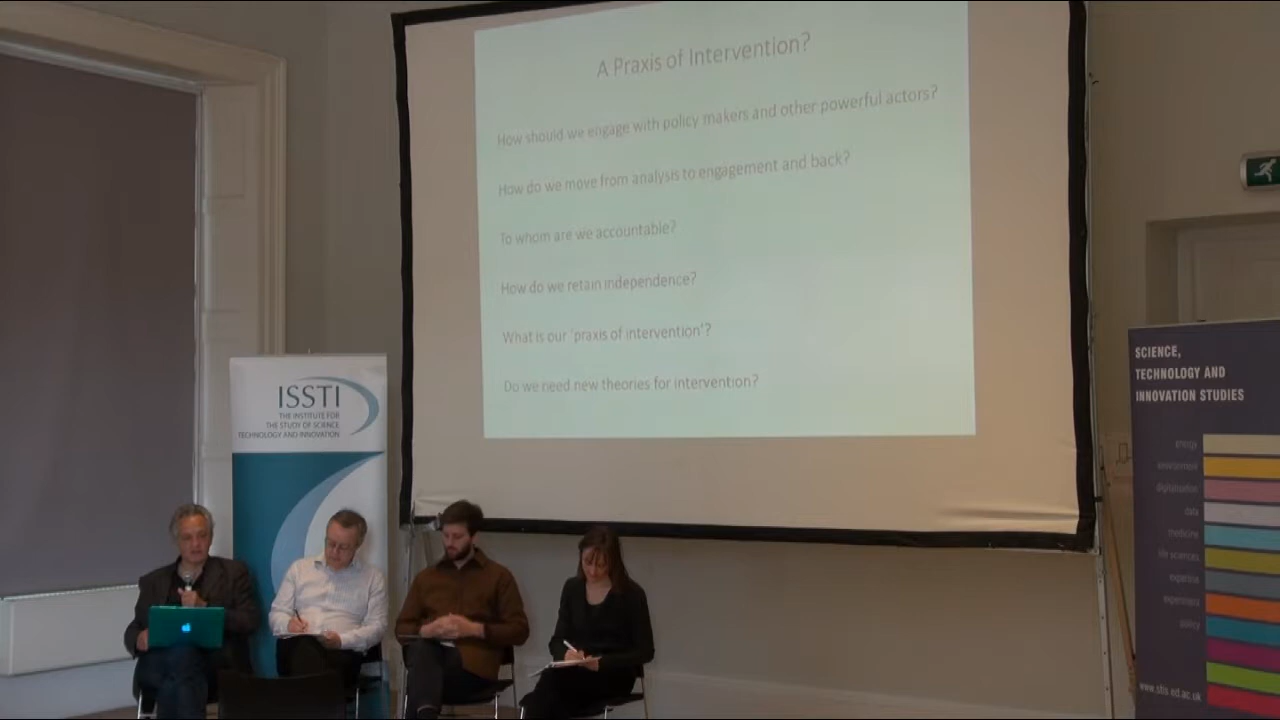 A Praxis of Intervention?
How should we engage with policy makers and other powerful actors?
How do we move from analysis to engagement and back?
To whom are we accountable?
How do we retain independence?
What is our 'praxis of intervention'?
Do we need new theories for intervention?
ISSTI
THE INSTITUTE FOR
THE STUDY OF SCIENCE
TECHNOLOGY AND INNOVATION
SCIENCE,
TECHNOLOGY AND
INNOVATION STUDIES
energy
environment
digitalisation
data
medicine
life sciences
expertise
experiment
policy
www.stis.ed.ac.uk